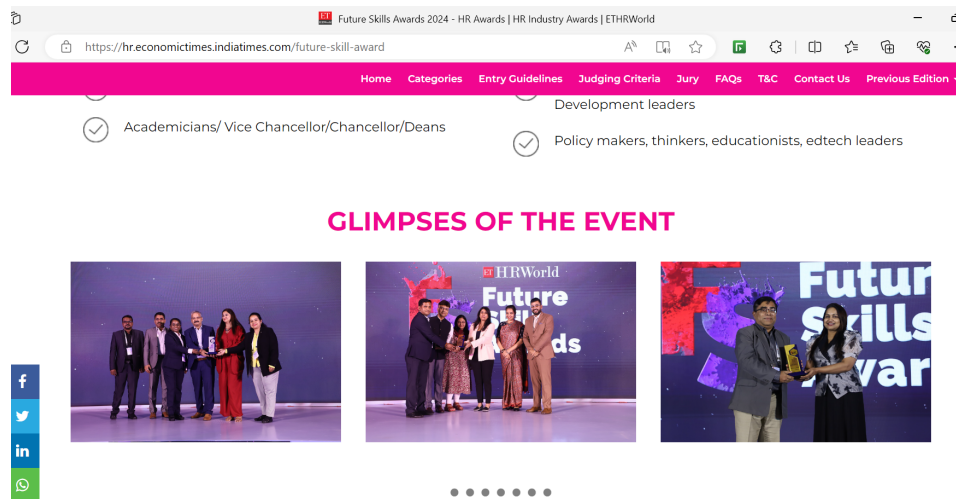 Future Skills Awards 2024 - HR Awards | HR Industry Awards | ETHRWorld
https://hr.economictimes.indiatimes.com/future-skill-award
Home Categories Entry Guidelines Judging Criteria Jury FAQs T&C Contact Us Previous Edition
Development leaders
Academicians/ Vice Chancellor/Chancellor/Deans
Policy makers, thinkers, educationists, edtech leaders
GLIMPSES OF THE EVENT
ET HRWorld
Future
Skills
ds
Futur
Skills
Awar